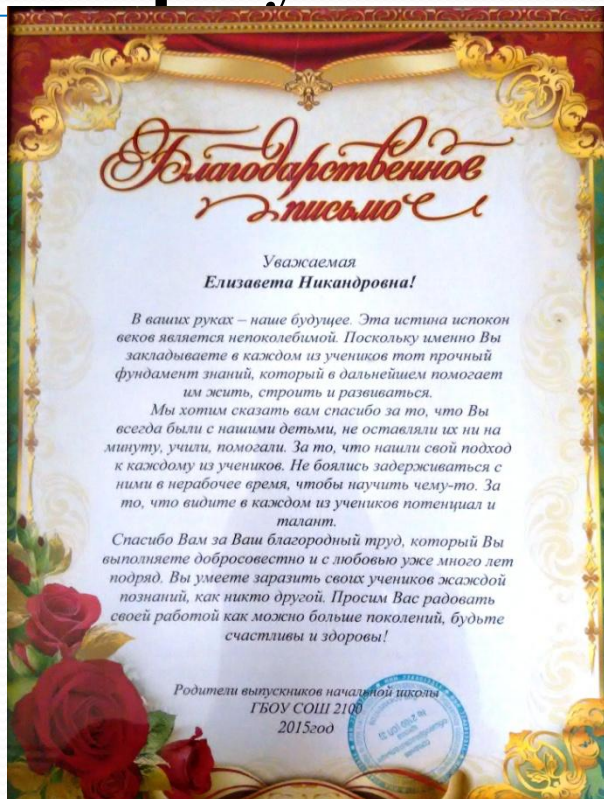 Благодарственное
письмо
Уважаемая
Елизавета Никандровна!
В ваших руках – наше будущее. Эта истина испокон
веков является непоколебимой. Поскольку именно Вы
закладываете в каждом из учеников тот прочный
фундамент знаний, который в дальнейшем помогает
им жить, строить и развиваться.
Мы хотим сказать вам спасибо за то, что Вы
всегда были с нашими детьми, не оставляли их ни на
минуту, учили, помогали. За то, что нашли свой подход
к каждому из учеников. Не боялись задерживаться с
ними в нерабочее время, чтобы научить чему-то. За
то, что видите в каждом из учеников потенциал и
талант.
Спасибо Вам за Ваш благородный труд, который Вы
выполняете добросовестно и с любовью уже много лет
подряд. Вы умеете заразить своих учеников жаждой
познаний, как никто другой. Просим Вас радовать
своей работой как можно больше поколений, будьте
счастливы и здоровы!
Родители выпускников начальной школы
ГБОУ СОШ 2100
2015год